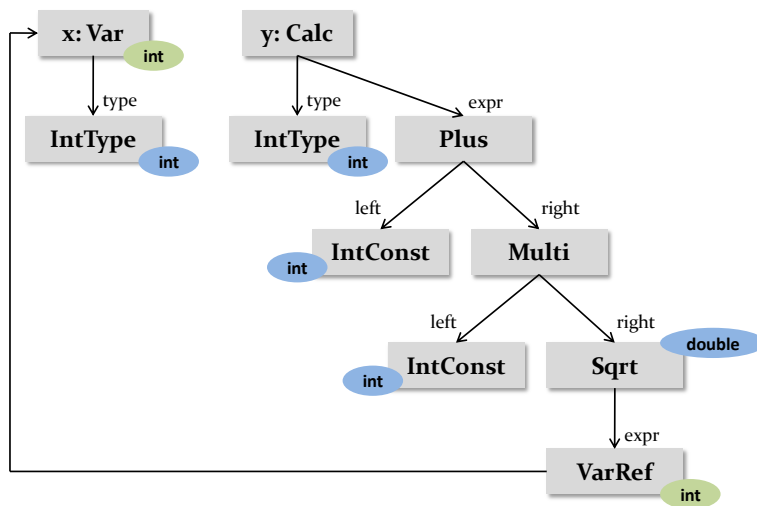 x: Var
int
y: Calc
type
type
expr
IntType
int
IntType
int
Plus
left
right
IntConst
int
Multi
left
right
IntConst
int
Sqrt
double
expr
VarRef
int